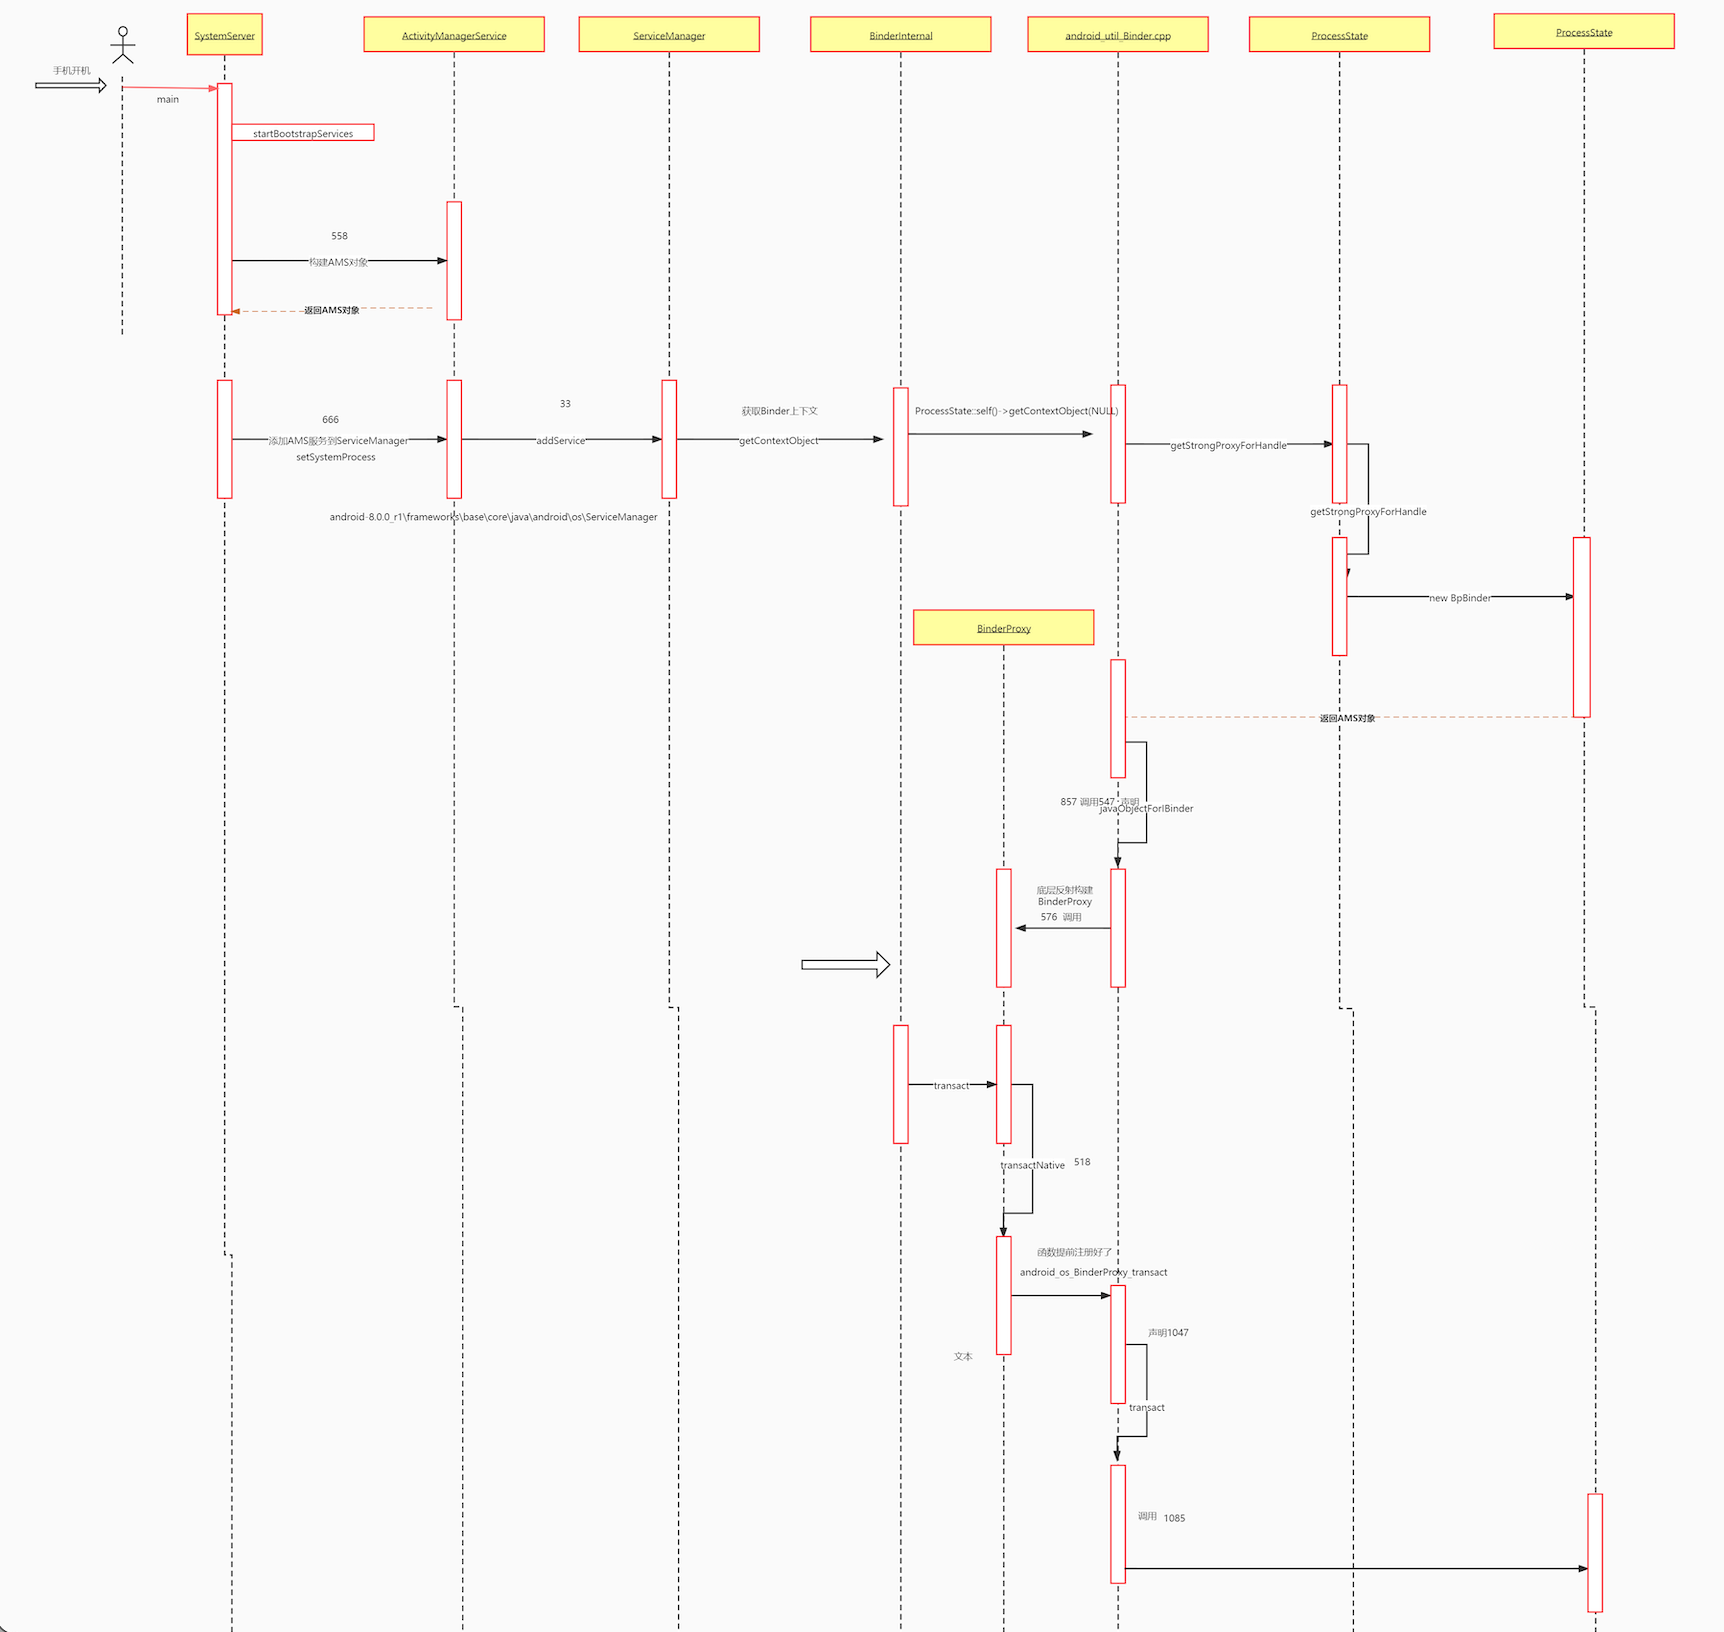 SystemServer
ActivityManagerService
ServiceManager
BinderInternal
android_util_Binder.cpp
ProcessState
ProcessState
手机开机
main
startBootstrapServices
558
构建AMS对象
返回AMS对象
666
添加AMS服务到ServiceManager
setSystemProcess
33
addService
获取Binder上下文
getContextObject
ProcessState::self()->getContextObject(NULL)
getStrongProxyForHandle
getStrongProxyForHandle
android-8.0.0_r1\frameworks\base\core\java\android\os\ServiceManager
new BpBinder
BinderProxy
返回AMS对象
857 调用547 声明
javaObjectForIBinder
底层反射构建
BinderProxy
576 调用
transact
transactNative
518
函数提前注册好了
android_os_BinderProxy_transact
声明1047
文本
transact
调用 1085